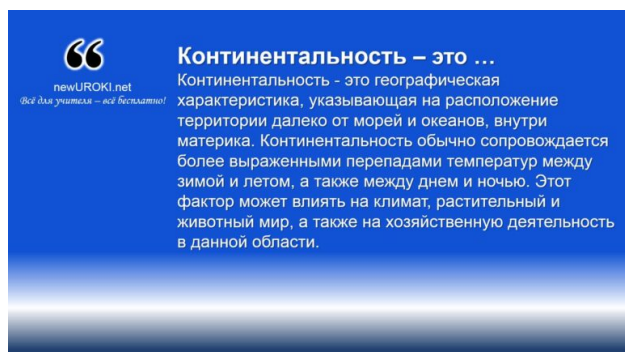 ❝
newUROKI.net
Всё для учителя – всё бесплатно!
Континентальность – это …
Континентальность - это географическая
характеристика, указывающая на расположение
территории далеко от морей и океанов, внутри
материка. Континентальность обычно сопровождается
более выраженными перепадами температур между
зимой и летом, а также между днем и ночью. Этот
фактор может влиять на климат, растительный и
животный мир, а также на хозяйственную деятельность
в данной области.